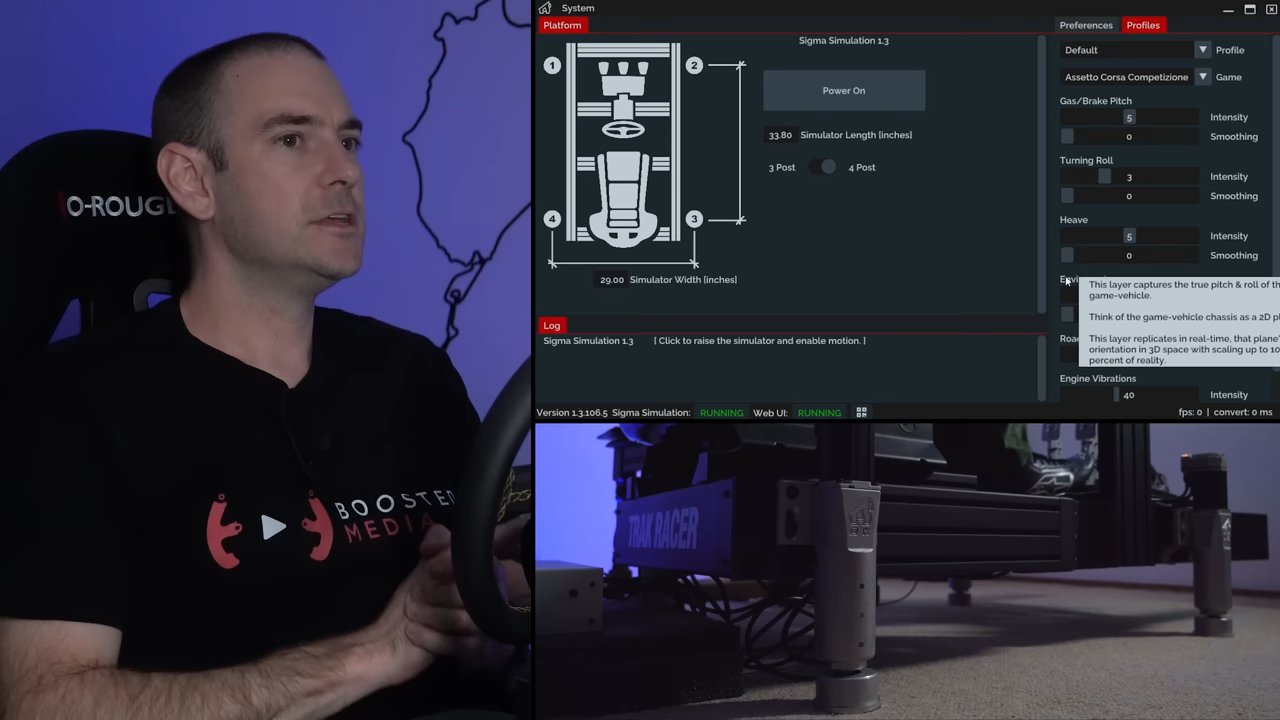 O-ROUGE
BOOSTED
MEDIA
System
Platform
Sigma Simulation 1.3
1
2
3
4
Power On
33.80 Simulator Length [inches]
3 Post
4 Post
29.00 Simulator Width [inches]
Log
Sigma Simulation 1.3 [ Click to raise the simulator and enable motion. ]
Version 1.3.106.5 Sigma Simulation: RUNNING Web UI: RUNNING
fps: 0 | convert: 0 ms
Preferences
Profiles
Default
Profile
Assetto Corsa Competizione
Game
Gas/Brake Pitch
5 Intensity
0 Smoothing
Turning Roll
3 Intensity
0 Smoothing
Heave
5 Intensity
0 Smoothing
This layer captures the true pitch & roll of th
game-vehicle.
Think of the game-vehicle chassis as a 2D pl
This layer replicates in real-time, that plane'
orientation in 3D space with scaling up to 10
percent of reality.
Road
Engine Vibrations
40 Intensity
TRAK RACER